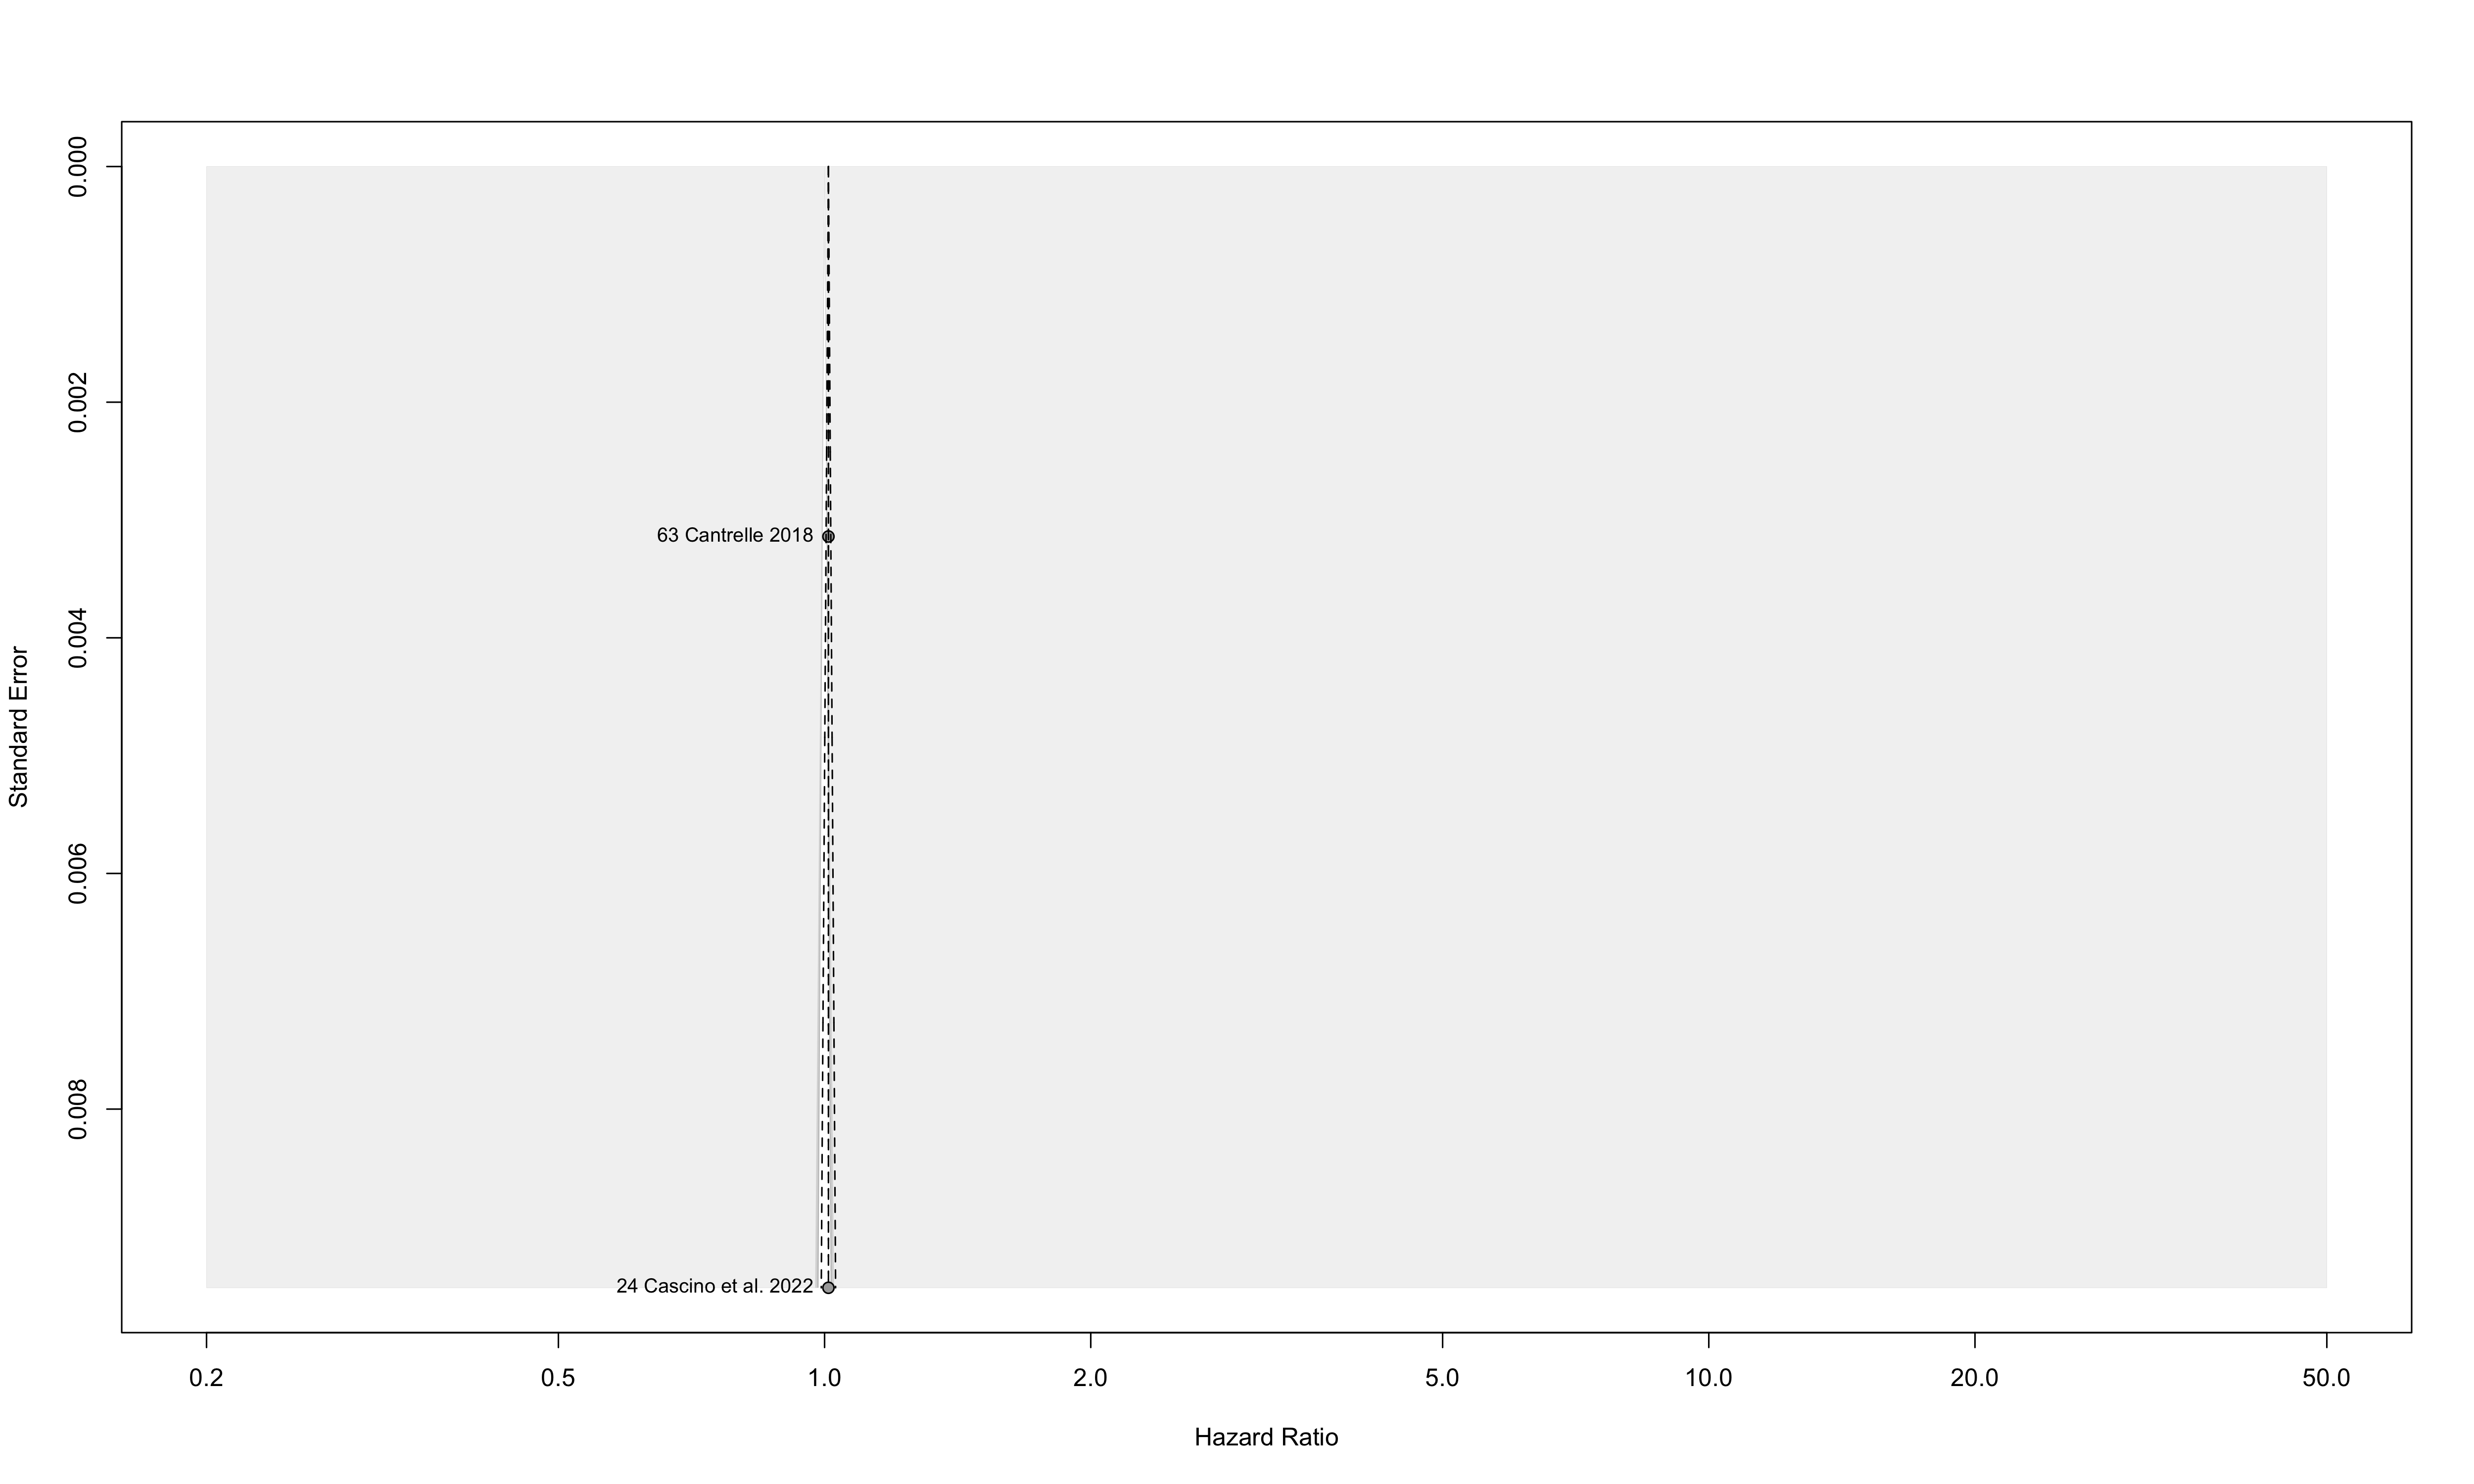 0.000
0.002
0.004
0.006
0.008
Standard Error
63 Cantrelle 2018
24 Cascino et al. 2022
0.2 0.5 1.0 2.0 5.0 10.0 20.0 50.0
Hazard Ratio